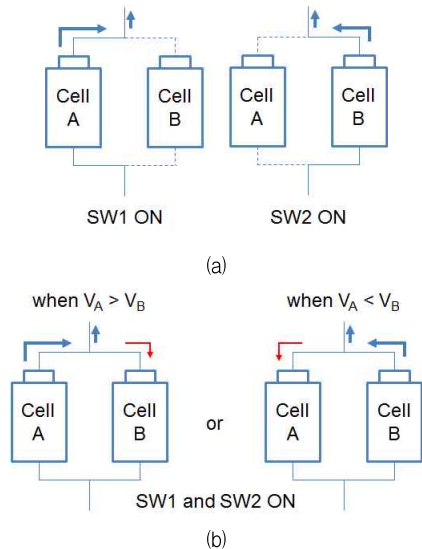 Cell A
Cell B
Cell A
Cell B
SW1 ON
SW2 ON
(a)
when VA > VB
when VA < VB
Cell A
Cell B
or
Cell A
Cell B
SW1 and SW2 ON
(b)